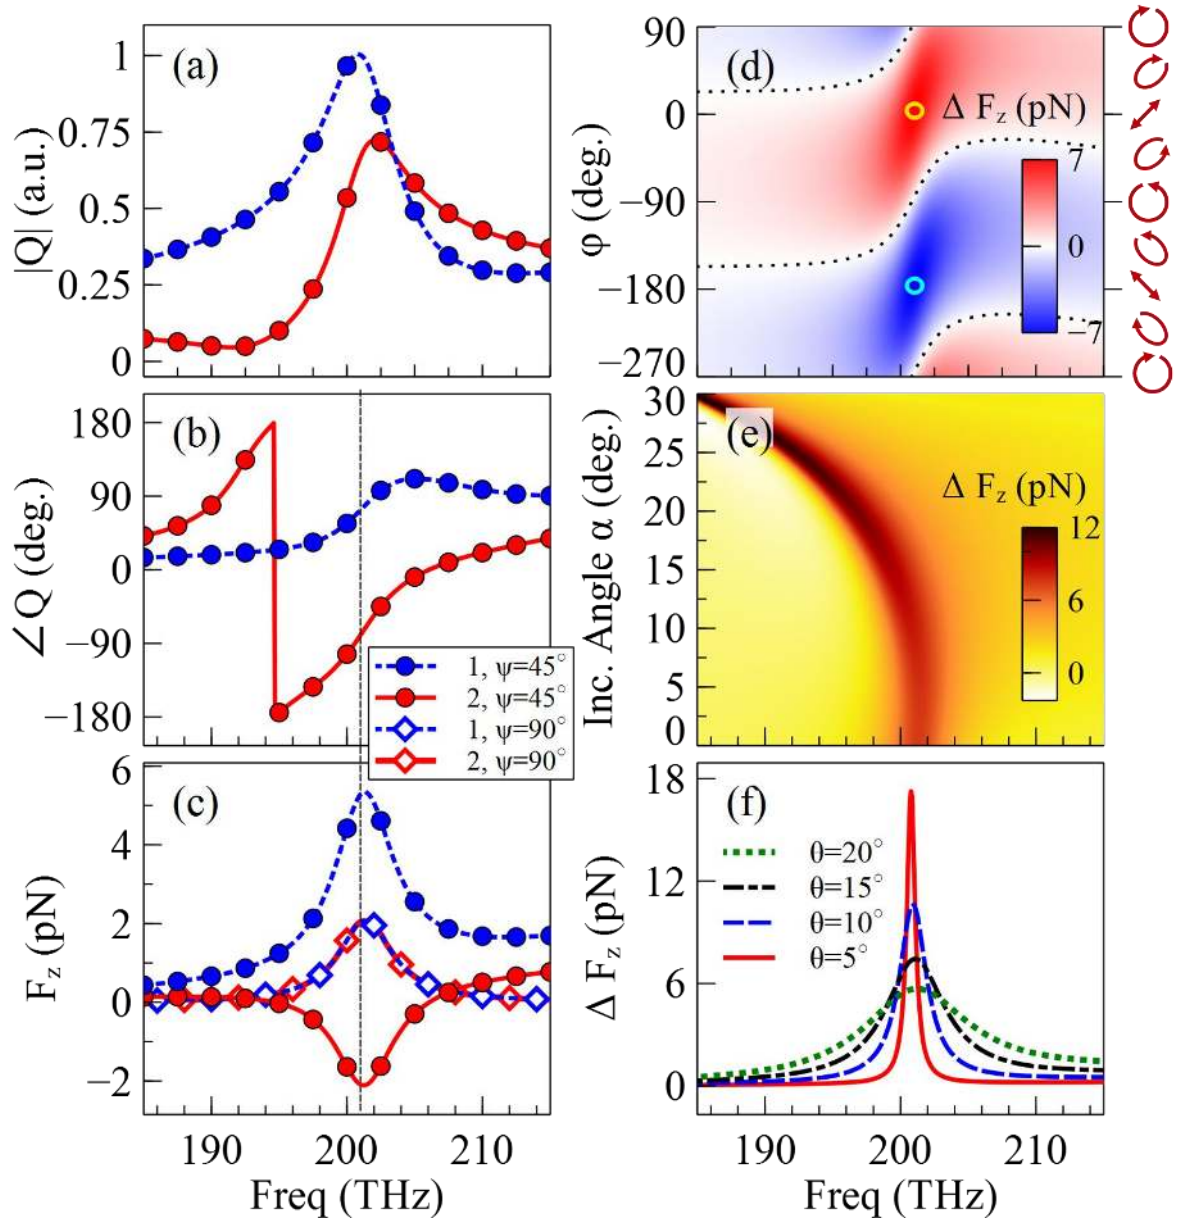 (a)
|Q| (a.u.)
1
0.75
0.5
0.25
0
(b)
∠Q (deg.)
180
90
0
−90
−180
1, ψ=45°
2, ψ=45°
1, ψ=90°
2, ψ=90°
(c)
F_z (pN)
6
4
2
0
−2
190
200
210
Freq (THz)
(d)
φ (deg.)
90
0
−90
−180
−270
Δ F_z (pN)
7
0
−7
(e)
Inc. Angle α (deg.)
30
25
20
15
10
5
0
Δ F_z (pN)
12
6
0
(f)
Δ F_z (pN)
18
12
6
0
θ=20°
θ=15°
θ=10°
θ=5°
190
200
210
Freq (THz)